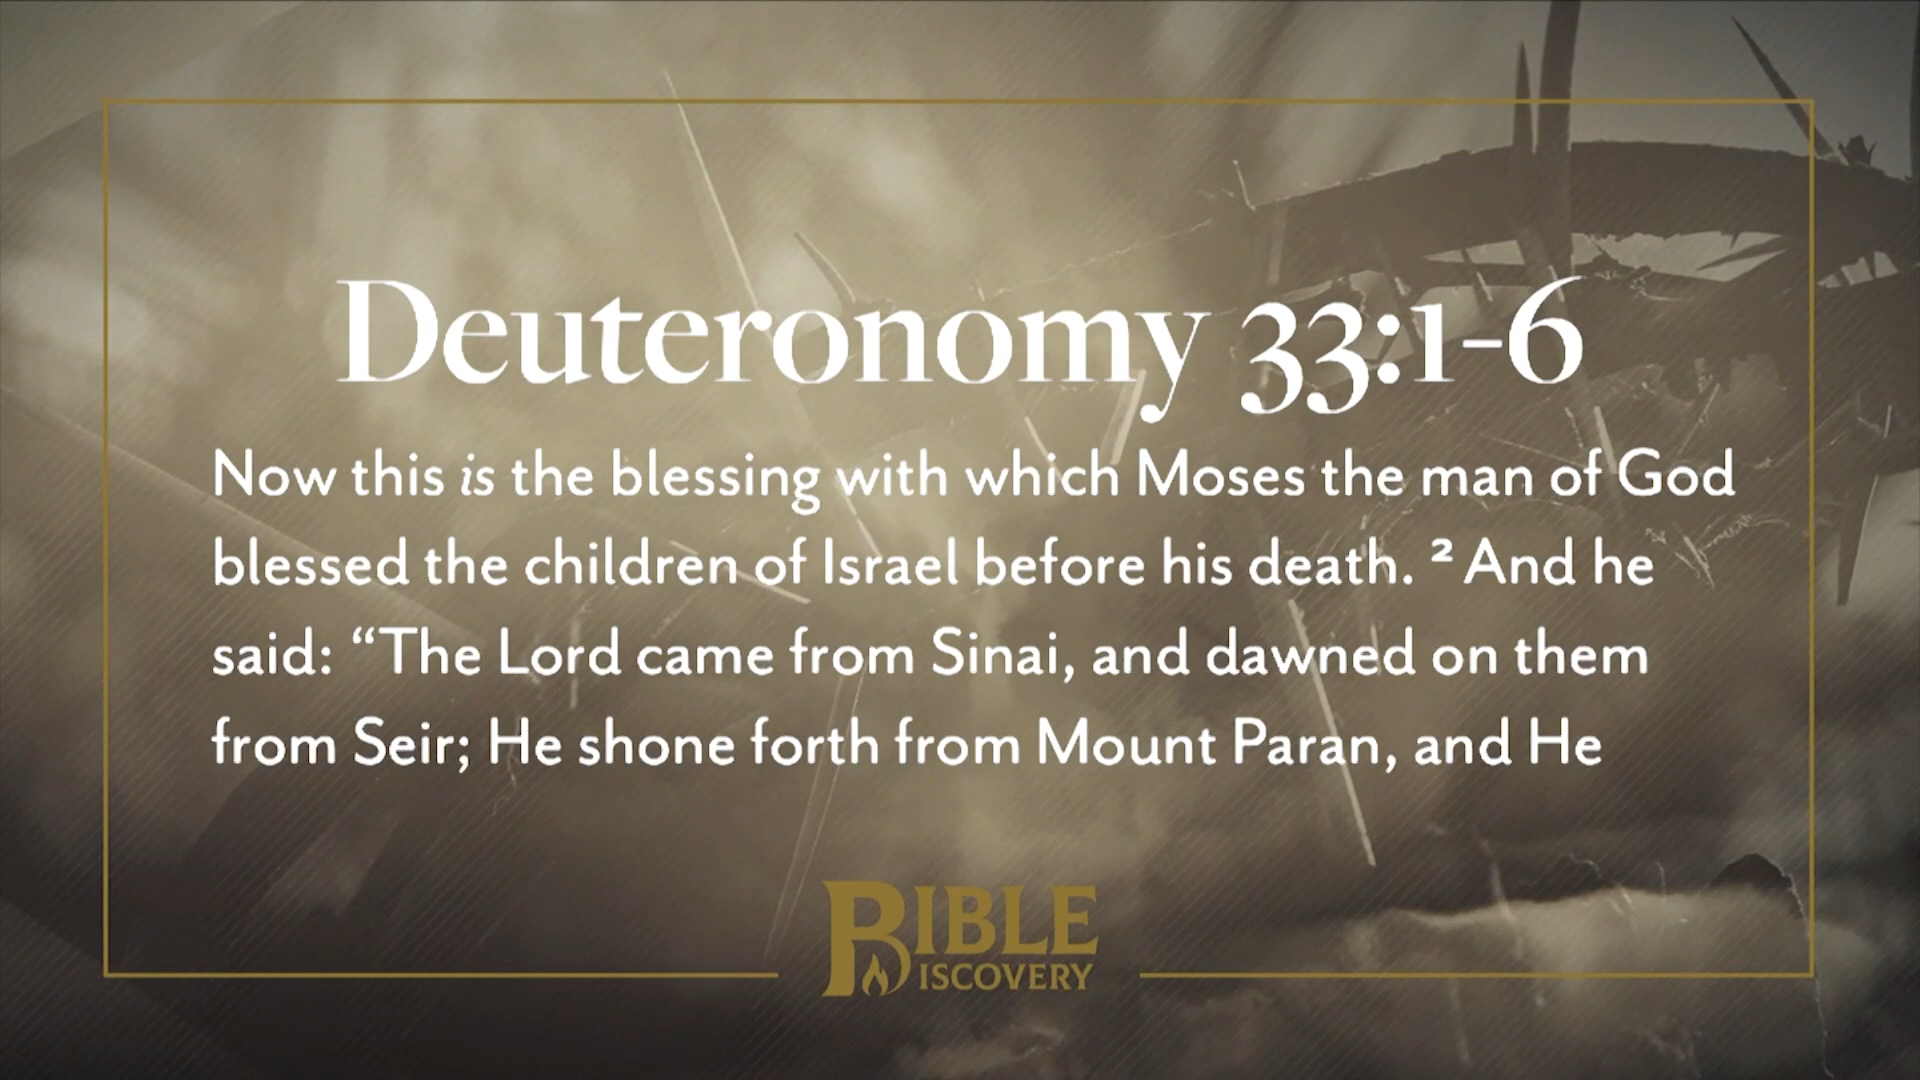 Deuteronomy 33:1-6
Now this is the blessing with which Moses the man of God
blessed the children of Israel before his death. ² And he
said: “The Lord came from Sinai, and dawned on them
from Seir; He shone forth from Mount Paran, and He
BIBLE
DISCOVERY